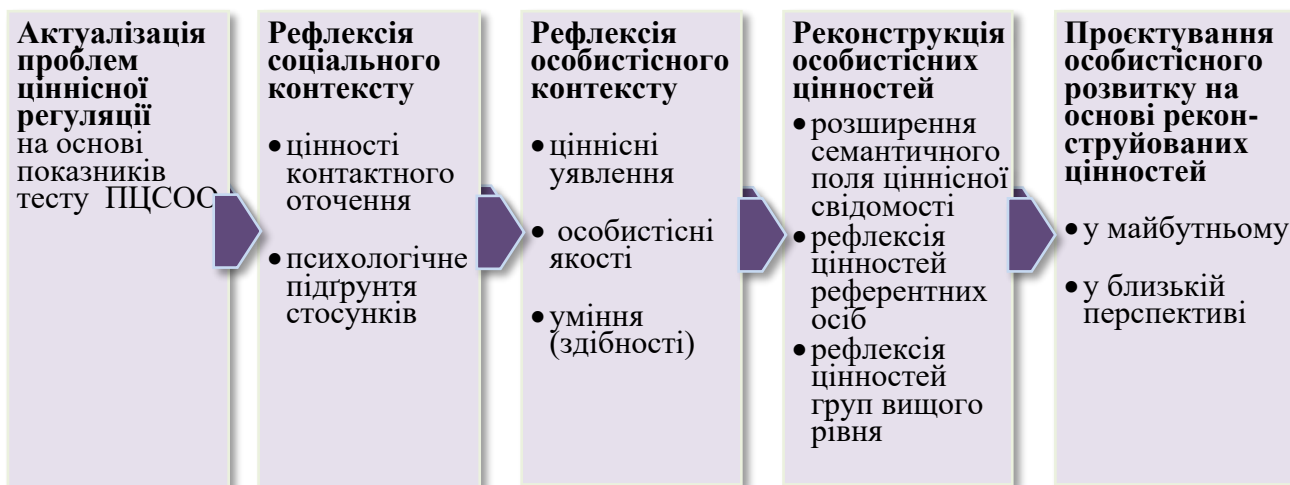 Актуалізація
проблем
ціннісної
регуляції
на основі
показників
тесту ПЦСОО
Рефлексія
соціального
контексту
• цінності
контактного
оточення
• психологічне
підґрунтя
стосунків
Рефлексія
особистісного
контексту
• ціннісні
уявлення
• особистісні
якості
• уміння
(здібності)
Реконструкція
особистісних
цінностей
• розширення
семантичного
поля ціннісної
свідомості
• рефлексія
цінностей
референтних
осіб
• рефлексія
цінностей
груп вищого
рівня
Проєктування
особистісного
розвитку на
основі рекон-
струйованих
цінностей
• у майбутньому
• у близькій
перспективі